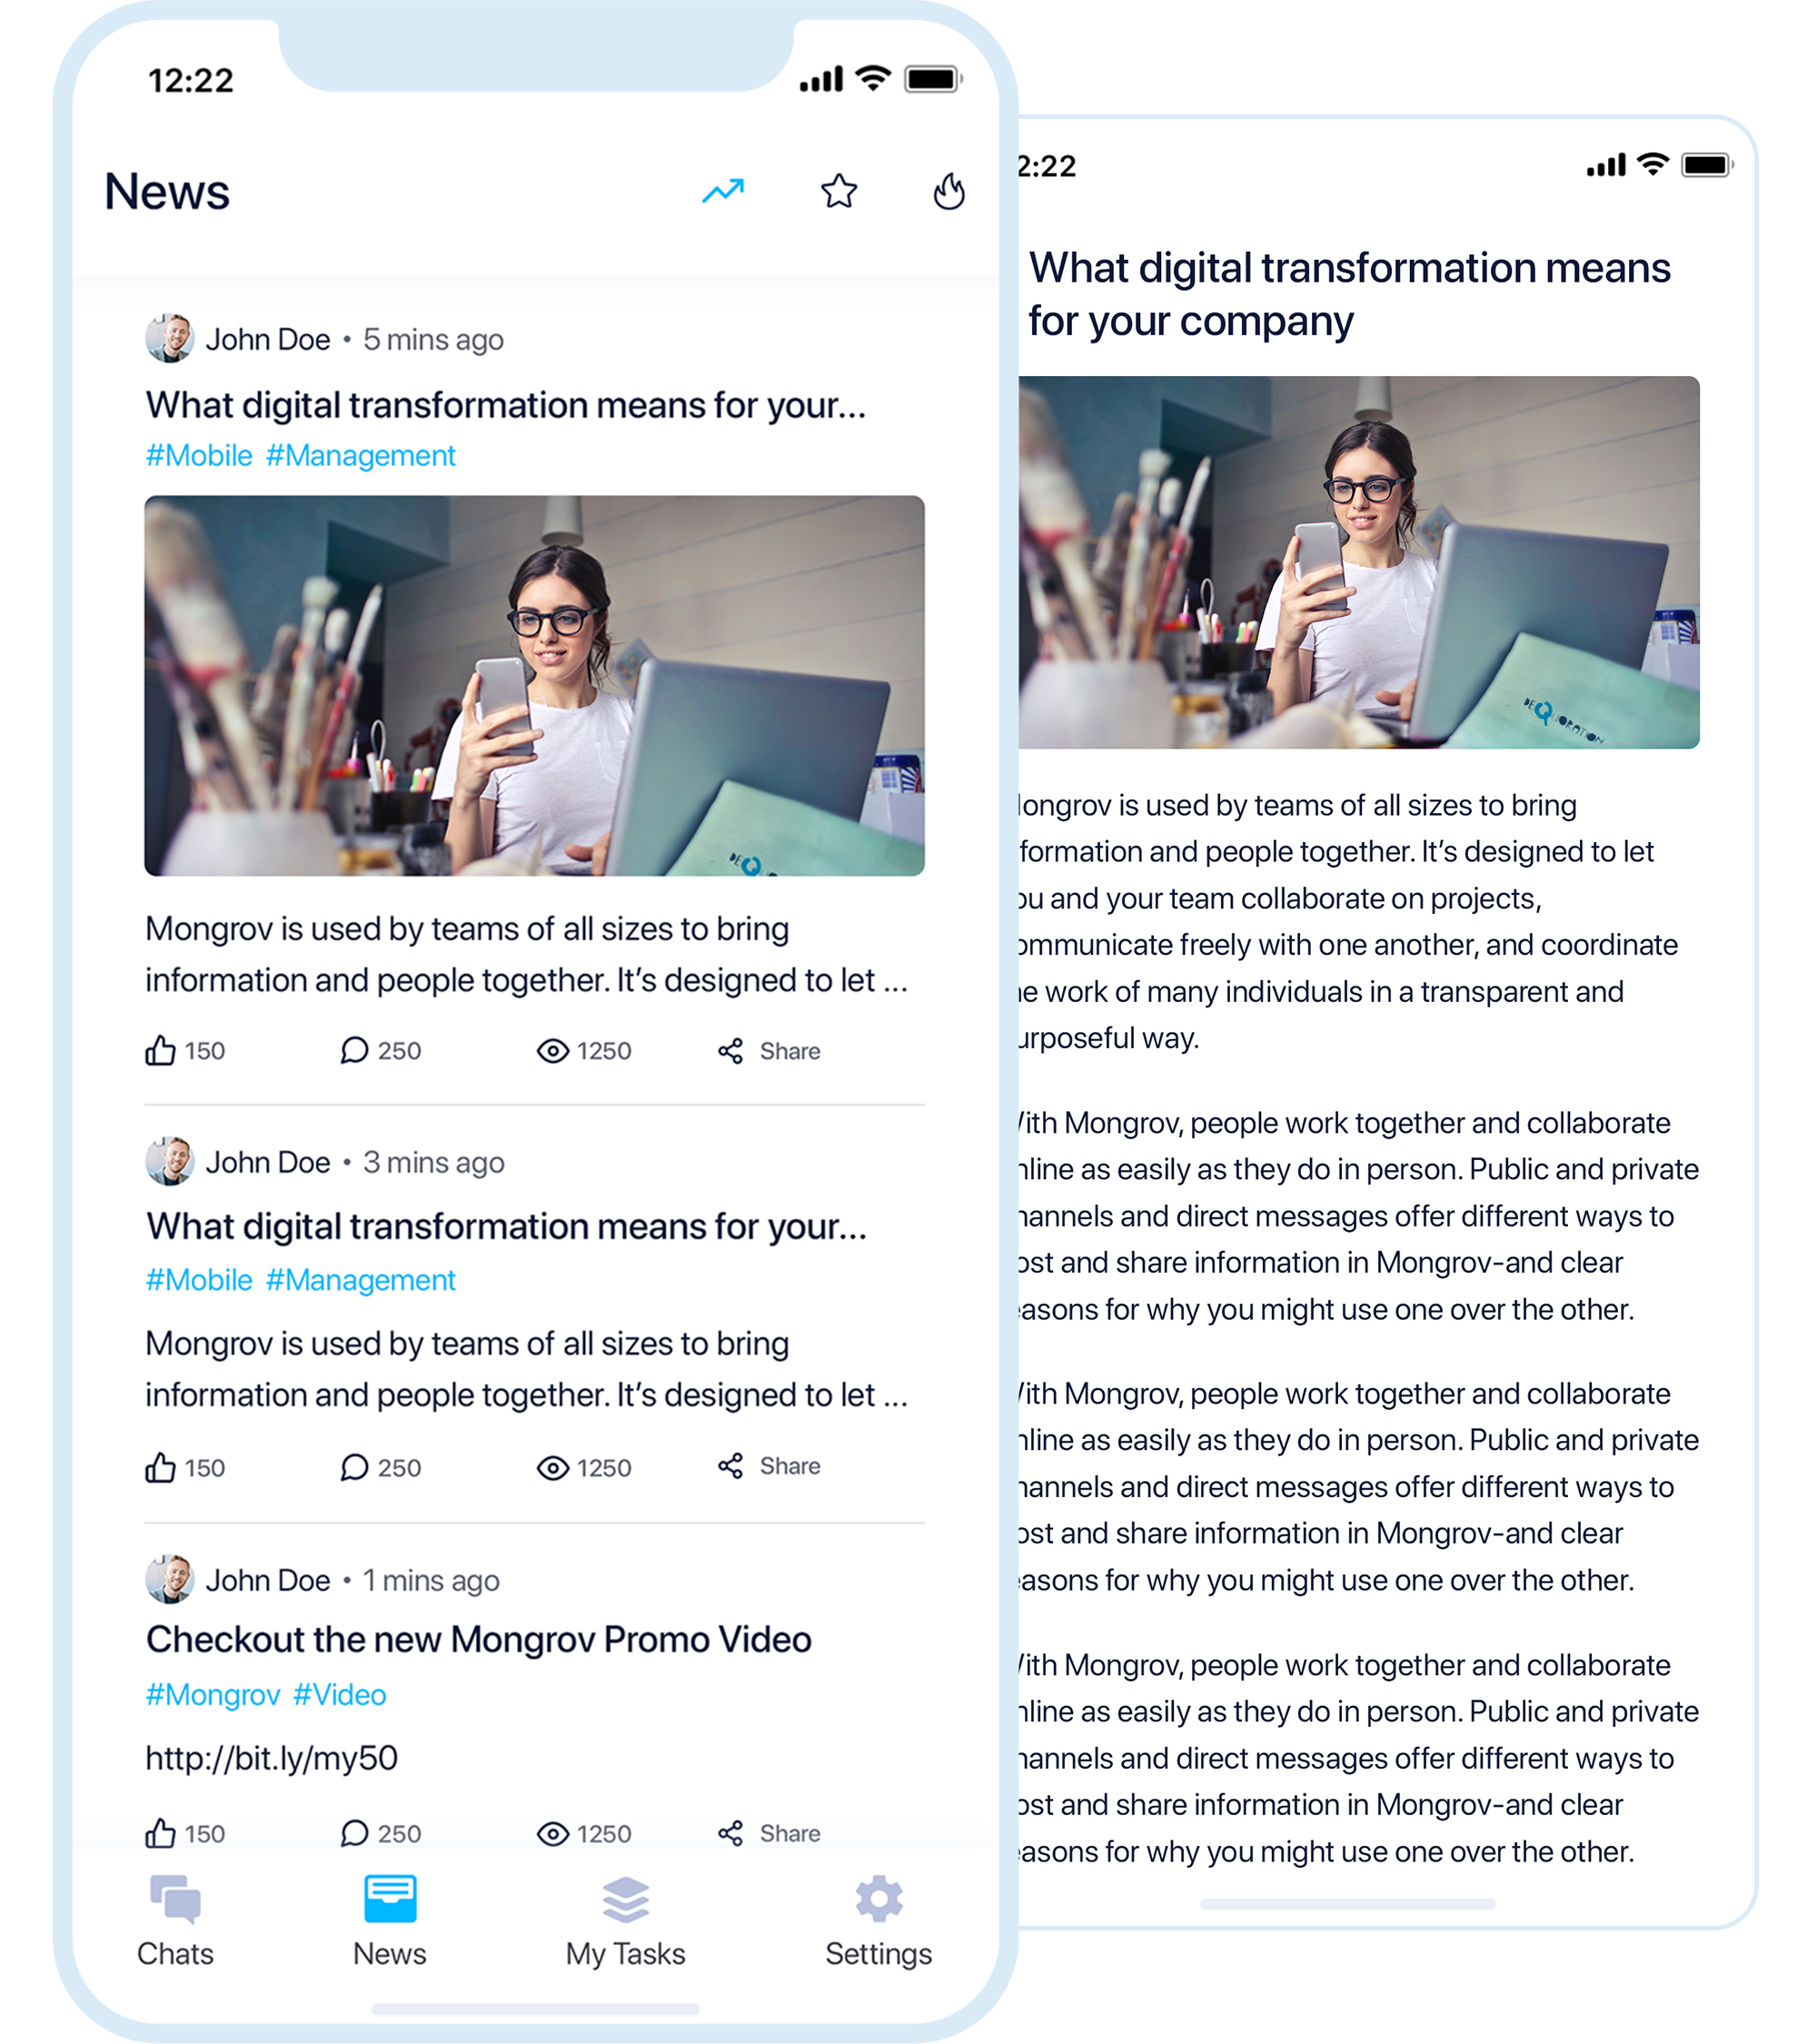 12:22
News
John Doe • 5 mins ago
What digital transformation means for your...
#Mobile #Management
Mongrov is used by teams of all sizes to bring
information and people together. It’s designed to let ...
150 250 1250 Share
John Doe • 3 mins ago
What digital transformation means for your...
#Mobile #Management
Mongrov is used by teams of all sizes to bring
information and people together. It’s designed to let ...
150 250 1250 Share
John Doe • 1 mins ago
Checkout the new Mongrov Promo Video
#Mongrov #Video
http://bit.ly/my50
150 250 1250 Share
Chats News My Tasks Settings
2:22
What digital transformation means
for your company
ongrov is used by teams of all sizes to bring
formation and people together. It’s designed to let
ou and your team collaborate on projects,
ommunicate freely with one another, and coordinate
e work of many individuals in a transparent and
urposeful way.
ith Mongrov, people work together and collaborate
nline as easily as they do in person. Public and private
hannels and direct messages offer different ways to
ost and share information in Mongrov-and clear
easons for why you might use one over the other.
ith Mongrov, people work together and collaborate
nline as easily as they do in person. Public and private
hannels and direct messages offer different ways to
ost and share information in Mongrov-and clear
easons for why you might use one over the other.
ith Mongrov, people work together and collaborate
nline as easily as they do in person. Public and private
hannels and direct messages offer different ways to
ost and share information in Mongrov-and clear
easons for why you might use one over the other.